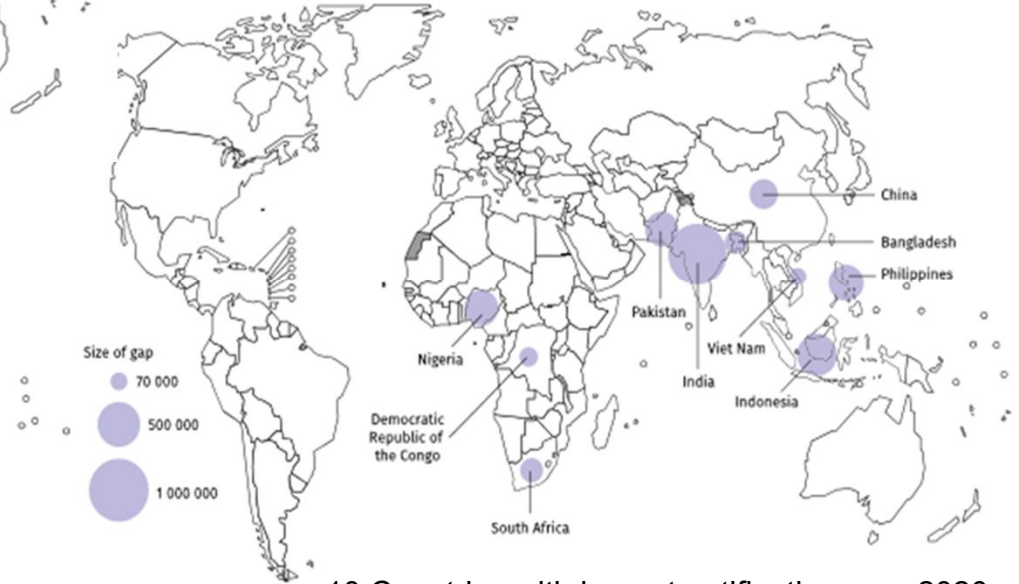 China
Bangladesh
Philippines
Pakistan
Viet Nam
India
Indonesia
Nigeria
Democratic
Republic of
the Congo
South Africa
Size of gap
70 000
500 000
1 000 000